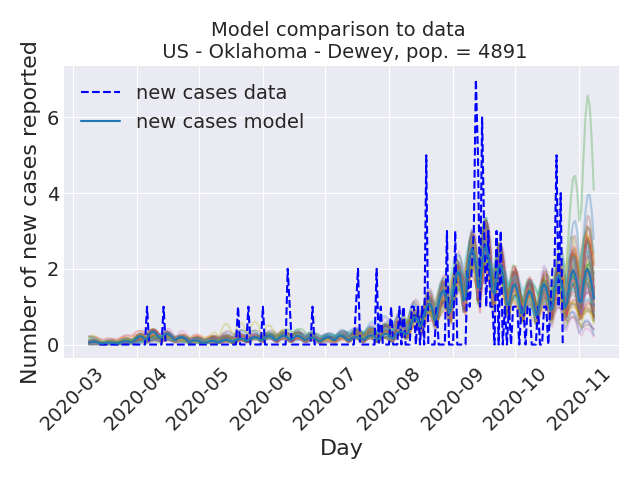 Model comparison to data
US - Oklahoma - Dewey, pop. = 4891
new cases data
new cases model
Number of new cases reported
6
4
2
0
2020-03
2020-04
2020-05
2020-06
2020-07
2020-08
2020-09
2020-10
2020-11
Day